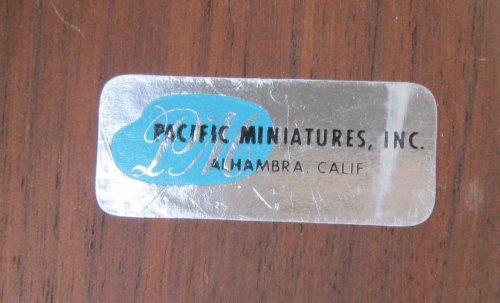 PM
PACIFIC MINIATURES, INC.
ALHAMBRA, CALIF.